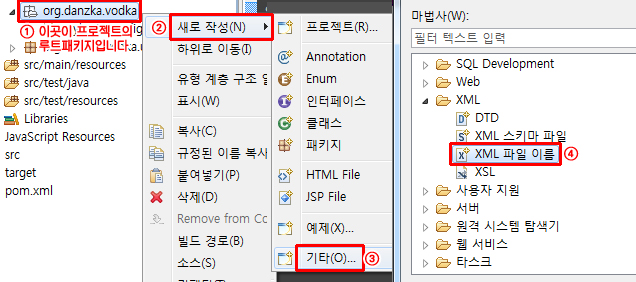 org.danzka.vodka
① 이곳이 프로젝트의
루트패키지입니다.
src/main/resources
src/test/java
src/test/resources
Libraries
JavaScript Resources
src
target
pom.xml
② 새로 작성(N)
하위로 이동(I)
유형 계층 구조 열
표시(W)
복사(C)
규정된 이름 복사
붙여넣기(P)
삭제(D)
Remove from Co
빌드 경로(B)
소스(S)
프로젝트(R)...
Annotation
Enum
인터페이스
클래스
패키지
HTML File
JSP File
예제(X)...
기타(O)... ③
마법사(W):
필터 텍스트 입력
SQL Development
Web
XML
DTD
XML 스키마 파일
XML 파일 이름 ④
XSL
사용자 지원
서버
원격 시스템 탐색기
웹 서비스
타스크